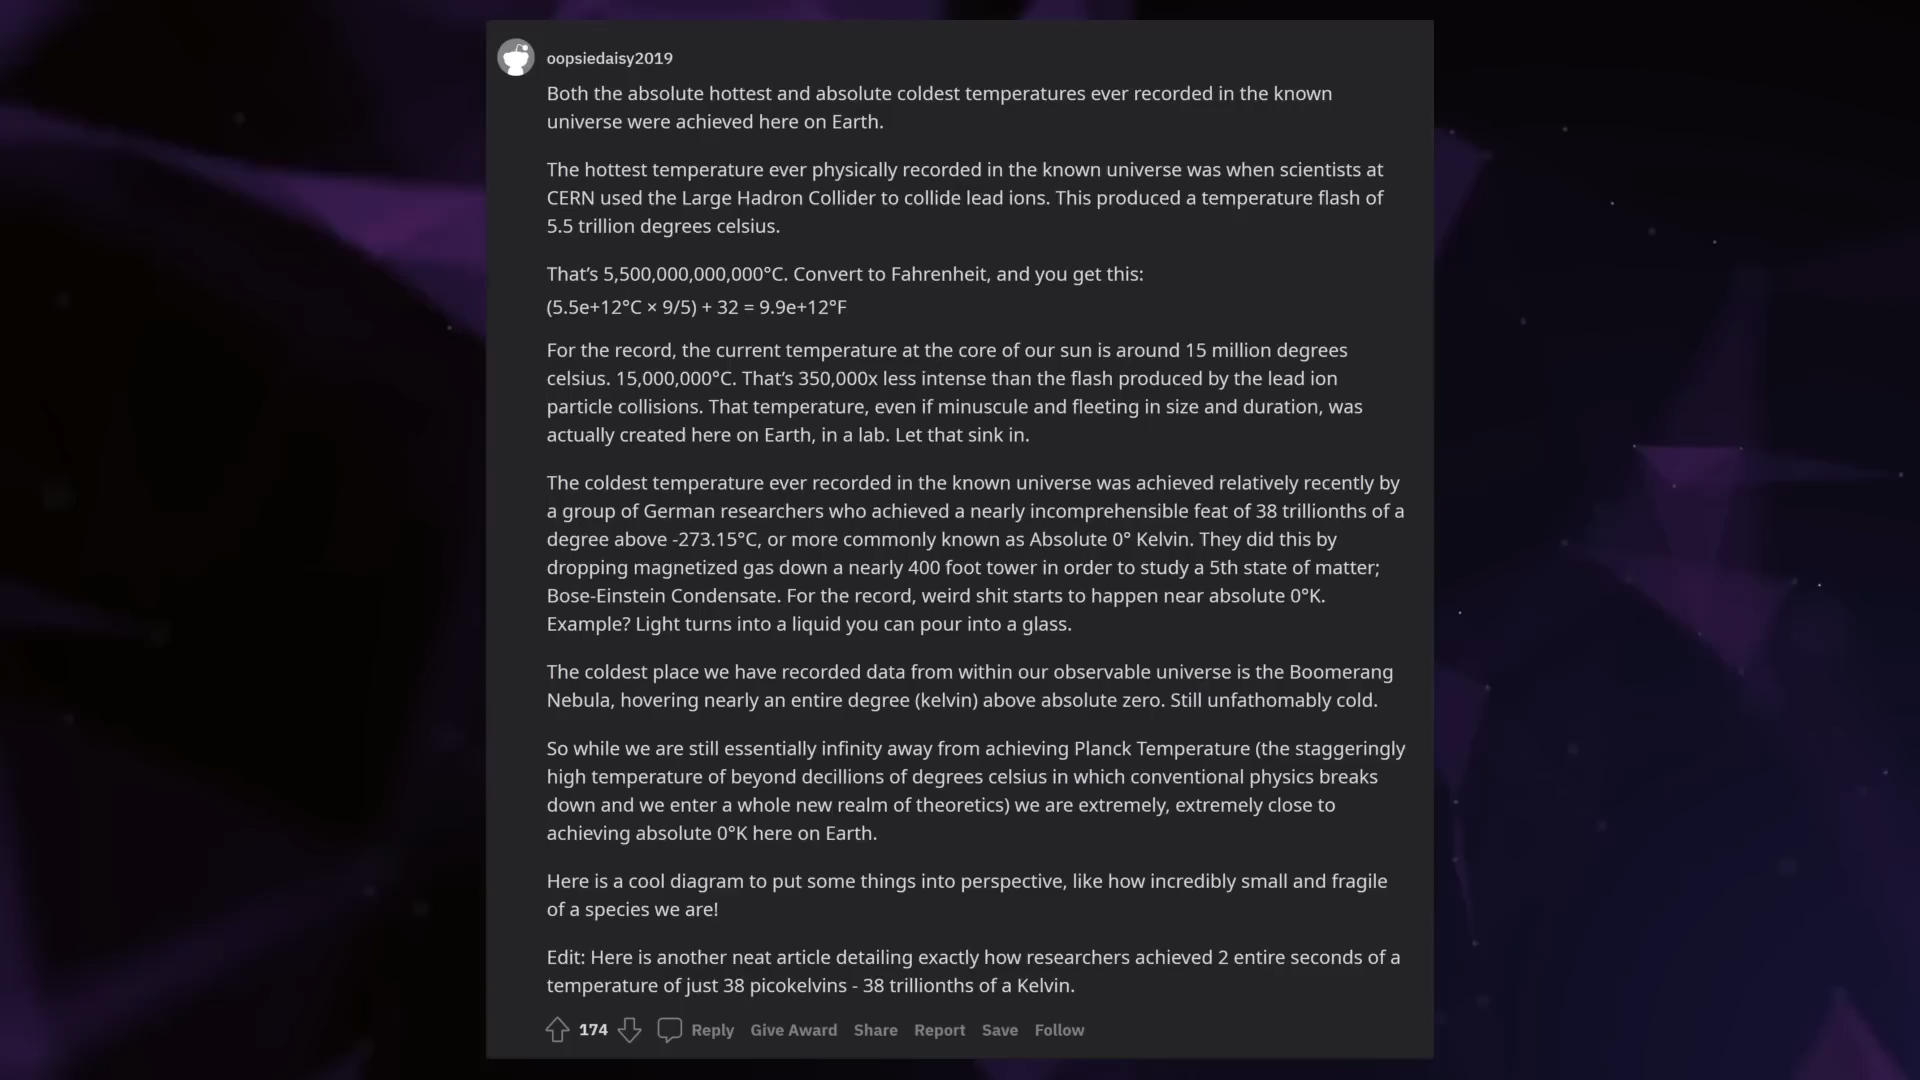 oopsiedaisy2019
Both the absolute hottest and absolute coldest temperatures ever recorded in the known
universe were achieved here on Earth.
The hottest temperature ever physically recorded in the known universe was when scientists at
CERN used the Large Hadron Collider to collide lead ions. This produced a temperature flash of
5.5 trillion degrees celsius.
That’s 5,500,000,000,000°C. Convert to Fahrenheit, and you get this:
(5.5e+12°C × 9/5) + 32 = 9.9e+12°F
For the record, the current temperature at the core of our sun is around 15 million degrees
celsius. 15,000,000°C. That’s 350,000x less intense than the flash produced by the lead ion
particle collisions. That temperature, even if minuscule and fleeting in size and duration, was
actually created here on Earth, in a lab. Let that sink in.
The coldest temperature ever recorded in the known universe was achieved relatively recently by
a group of German researchers who achieved a nearly incomprehensible feat of 38 trillionths of a
degree above -273.15°C, or more commonly known as Absolute 0° Kelvin. They did this by
dropping magnetized gas down a nearly 400 foot tower in order to study a 5th state of matter;
Bose-Einstein Condensate. For the record, weird shit starts to happen near absolute 0°K.
Example? Light turns into a liquid you can pour into a glass.
The coldest place we have recorded data from within our observable universe is the Boomerang
Nebula, hovering nearly an entire degree (kelvin) above absolute zero. Still unfathomably cold.
So while we are still essentially infinity away from achieving Planck Temperature (the staggeringly
high temperature of beyond decillions of degrees celsius in which conventional physics breaks
down and we enter a whole new realm of theoretics) we are extremely, extremely close to
achieving absolute 0°K here on Earth.
Here is a cool diagram to put some things into perspective, like how incredibly small and fragile
of a species we are!
Edit: Here is another neat article detailing exactly how researchers achieved 2 entire seconds of a
temperature of just 38 picokelvins - 38 trillionths of a Kelvin.
174 Reply Give Award Share Report Save Follow